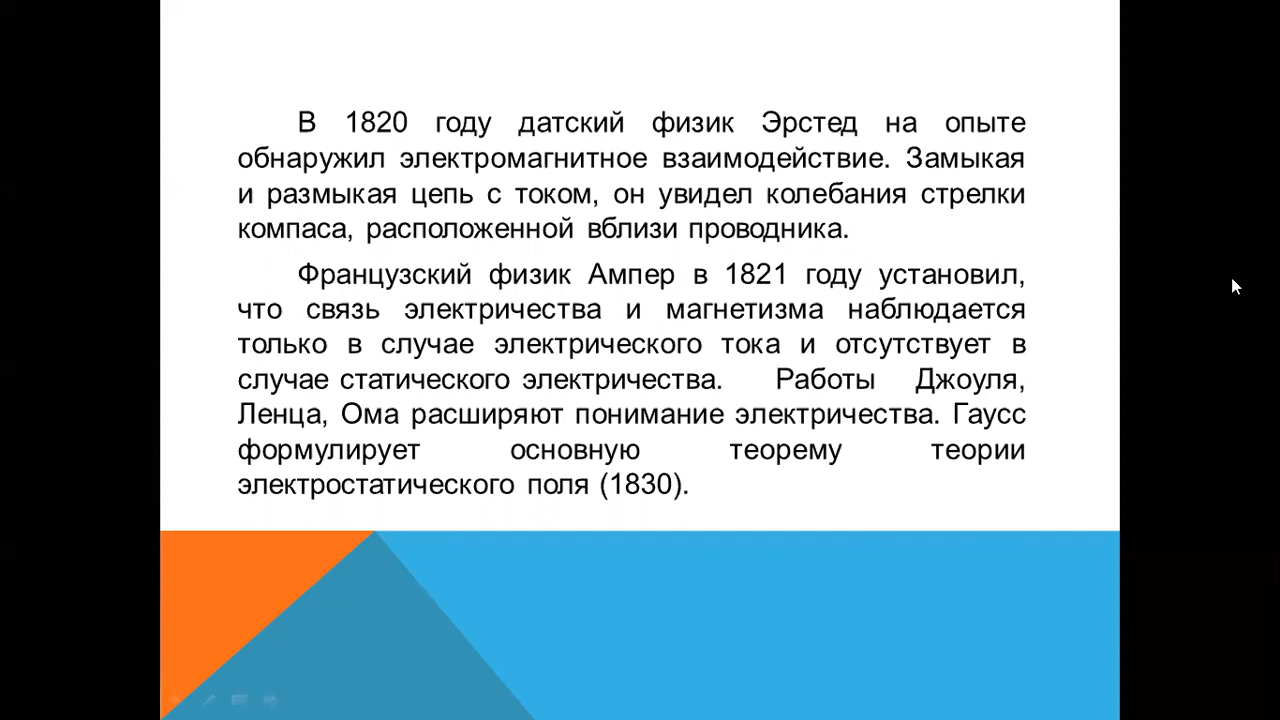 В 1820 году датский физик Эрстед на опыте
обнаружил электромагнитное взаимодействие. Замыкая
и размыкая цепь с током, он увидел колебания стрелки
компаса, расположенной вблизи проводника.
Французский физик Ампер в 1821 году установил,
что связь электричества и магнетизма наблюдается
только в случае электрического тока и отсутствует в
случае статического электричества. Работы Джоуля,
Ленца, Ома расширяют понимание электричества. Гаусс
формулирует основную теорему теории
электростатического поля (1830).